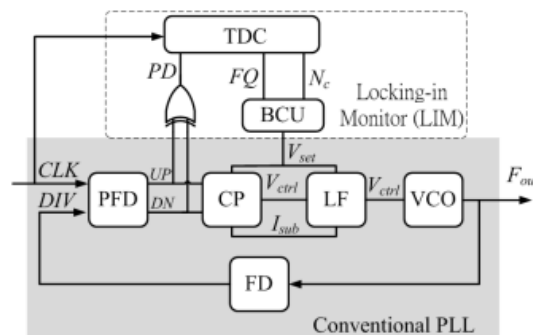 TDC
PD
FQ
N_c
BCU
Locking-in
Monitor (LIM)
V_set
CLK
UP
V_ctrl
V_ctrl
F_ou
DIV
PFD
DN
CP
LF
VCO
I_sub
FD
Conventional PLL